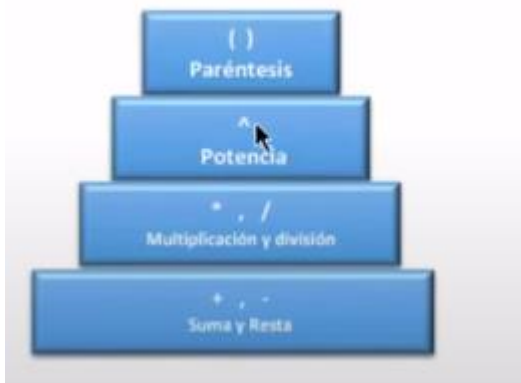 ( )
Paréntesis
^
Potencia
* , /
Multiplicación y división
+ , -
Suma y Resta